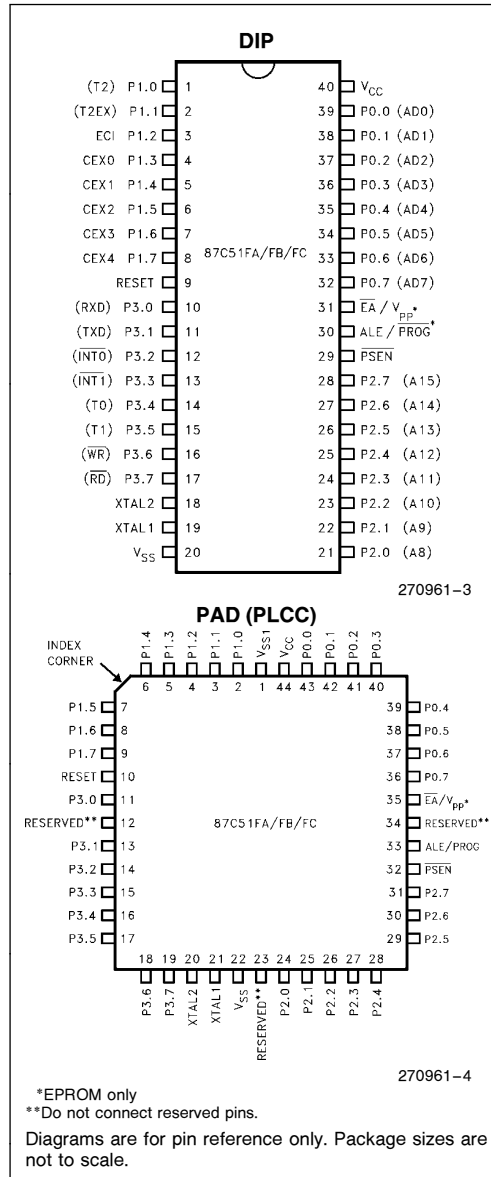 DIP
(T2) P1.0 1 40 VCC
(T2EX) P1.1 2 39 P0.0 (AD0)
ECI P1.2 3 38 P0.1 (AD1)
CEX0 P1.3 4 37 P0.2 (AD2)
CEX1 P1.4 5 36 P0.3 (AD3)
CEX2 P1.5 6 35 P0.4 (AD4)
CEX3 P1.6 7 34 P0.5 (AD5)
87C51FA/FB/FC
CEX4 P1.7 8 33 P0.6 (AD6)
RESET 9 32 P0.7 (AD7)
(RXD) P3.0 10 31 EA / VPP*
(TXD) P3.1 11 30 ALE / PROG*
(INT0) P3.2 12 29 PSEN
(INT1) P3.3 13 28 P2.7 (A15)
(T0) P3.4 14 27 P2.6 (A14)
(T1) P3.5 15 26 P2.5 (A13)
(WR) P3.6 16 25 P2.4 (A12)
(RD) P3.7 17 24 P2.3 (A11)
XTAL2 18 23 P2.2 (A10)
XTAL1 19 22 P2.1 (A9)
VSS 20 21 P2.0 (A8)
270961–3
PAD (PLCC)
INDEX
CORNER
P1.4 P1.3 P1.2 P1.1 P1.0 VSS1 VCC P0.0 P0.1 P0.2 P0.3
6 5 4 3 2 1 44 43 42 41 40
P1.5 7 39 P0.4
P1.6 8 38 P0.5
P1.7 9 37 P0.6
RESET 10 36 P0.7
P3.0 11 35 EA/VPP*
RESERVED** 12 87C51FA/FB/FC 34 RESERVED**
P3.1 13 33 ALE/PROG
P3.2 14 32 PSEN
P3.3 15 31 P2.7
P3.4 16 30 P2.6
P3.5 17 29 P2.5
18 19 20 21 22 23 24 25 26 27 28
P3.6 P3.7 XTAL2 XTAL1 VSS RESERVED** P2.0 P2.1 P2.2 P2.3 P2.4
270961–4
*EPROM only
**Do not connect reserved pins.
Diagrams are for pin reference only. Package sizes are
not to scale.